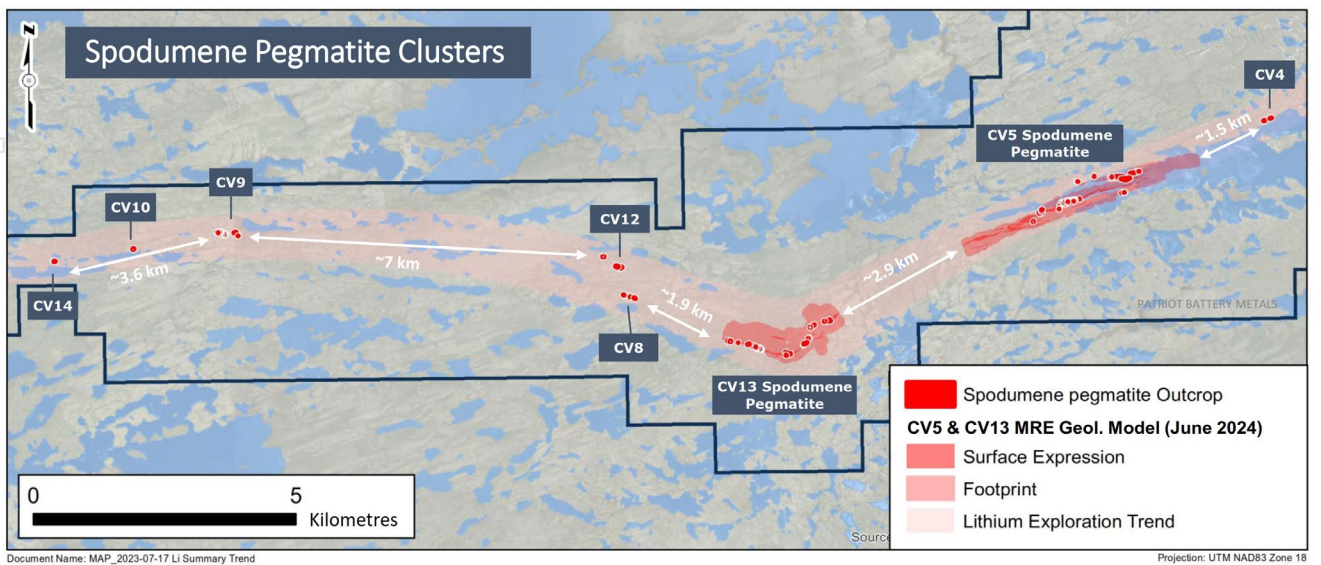 N
Spodumene Pegmatite Clusters
CV4
~1.5 km
CV5 Spodumene
Pegmatite
CV9
CV10
CV12
~7 km
~3.6 km
~2.9 km
CV14
~1.9 km
PATRIOT BATTERY METALS
CV8
CV13 Spodumene
Pegmatite
Spodumene pegmatite Outcrop
CV5 & CV13 MRE Geol. Model (June 2024)
Surface Expression
Footprint
Lithium Exploration Trend
0 5
Kilometres
Source
Document Name: MAP_2023-07-17 Li Summary Trend
Projection: UTM NAD83 Zone 18